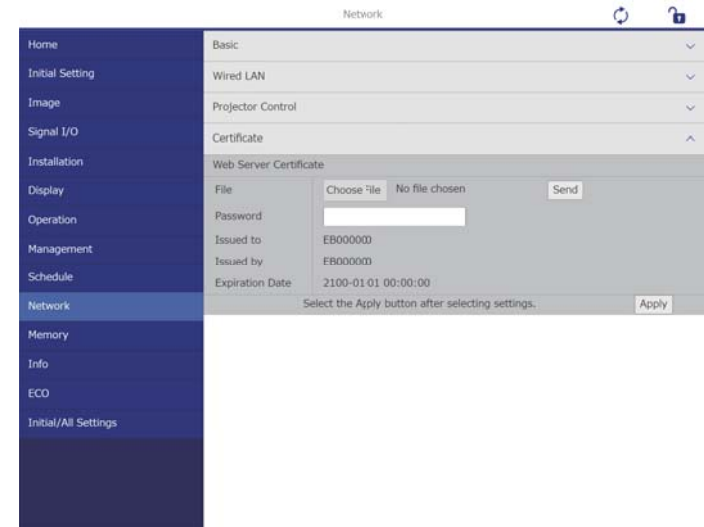 Network
Home
Initial Setting
Image
Signal I/O
Installation
Display
Operation
Management
Schedule
Network
Memory
Info
ECO
Initial/All Settings
Basic
Wired LAN
Projector Control
Certificate
Web Server Certificate
File Choose File No file chosen Send
Password
Issued to EB000000
Issued by EB000000
Expiration Date 2100-01 01 00:00:00
Select the Apply button after selecting settings. Apply